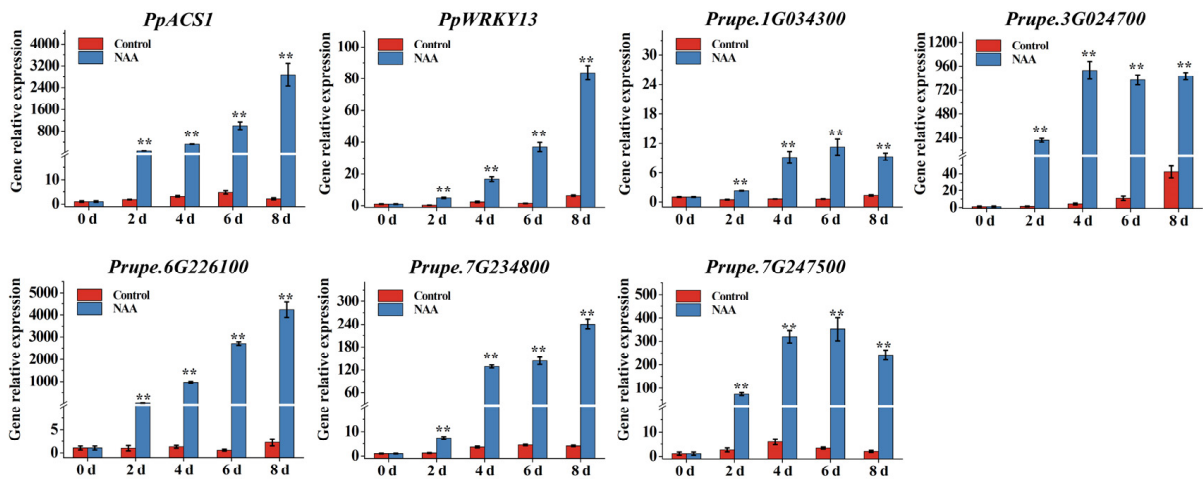 PpACS1
Gene relative expression
4000
3200
2400
1600
800
10
0
Control
NAA
**
**
**
**
0 d 2 d 4 d 6 d 8 d
PpWRKY13
Gene relative expression
100
80
60
40
20
0
Control
NAA
**
**
**
**
0 d 2 d 4 d 6 d 8 d
Prupe.1G034300
Gene relative expression
30
24
18
12
6
0
Control
NAA
**
**
**
**
0 d 2 d 4 d 6 d 8 d
Prupe.3G024700
Gene relative expression
1200
960
720
480
240
40
20
0
Control
NAA
**
**
**
**
0 d 2 d 4 d 6 d 8 d
Prupe.6G226100
Gene relative expression
5000
4000
3000
2000
1000
5
0
Control
NAA
**
**
**
**
0 d 2 d 4 d 6 d 8 d
Prupe.7G234800
Gene relative expression
300
240
180
120
60
10
0
Control
NAA
**
**
**
**
0 d 2 d 4 d 6 d 8 d
Prupe.7G247500
Gene relative expression
500
400
300
200
100
10
5
0
Control
NAA
**
**
**
**
0 d 2 d 4 d 6 d 8 d